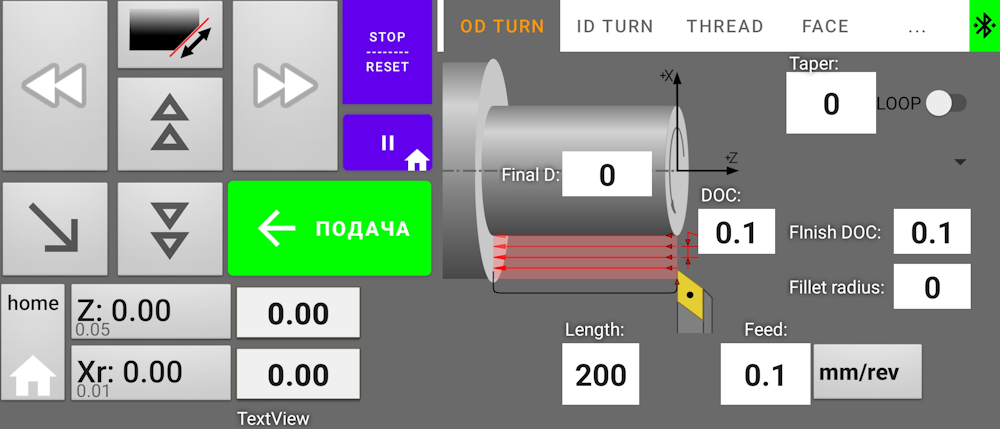 STOP
--------
RESET
ПОДАЧА
home
Z: 0.00
0.05
0.00
Xr: 0.00
0.01
0.00
TextView
OD TURN
ID TURN
THREAD
FACE
...
Taper:
0
LOOP
+X
+Z
Final D:
0
DOC:
0.1
FInish DOC:
0.1
Fillet radius:
0
Length:
200
Feed:
0.1
mm/rev